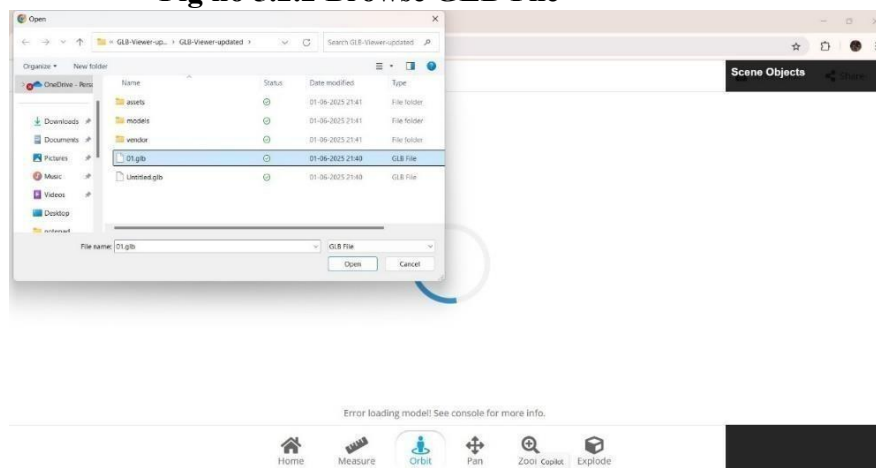 Fig no 5.2.2 Browse GLB File
Open
GLB-Viewer-up... › GLB-Viewer-updated ›
Search GLB-Viewer-updated
Organize
New folder
OneDrive - Pers
Name
Status
Date modified
Type
Scene Objects
Share
assets
01-06-2025 21:41
File folder
Downloads
models
01-06-2025 21:41
File folder
Documents
vendor
01-06-2025 21:41
File folder
Pictures
01.glb
01-06-2025 21:40
GLB File
Music
Untitled.glb
01-06-2025 21:40
GLB File
Videos
Desktop
notepad
File name:
01.glb
GLB File
Open
Cancel
Error loading model! See console for more info.
Home
Measure
Orbit
Pan
Zoo
Copilot
Explode